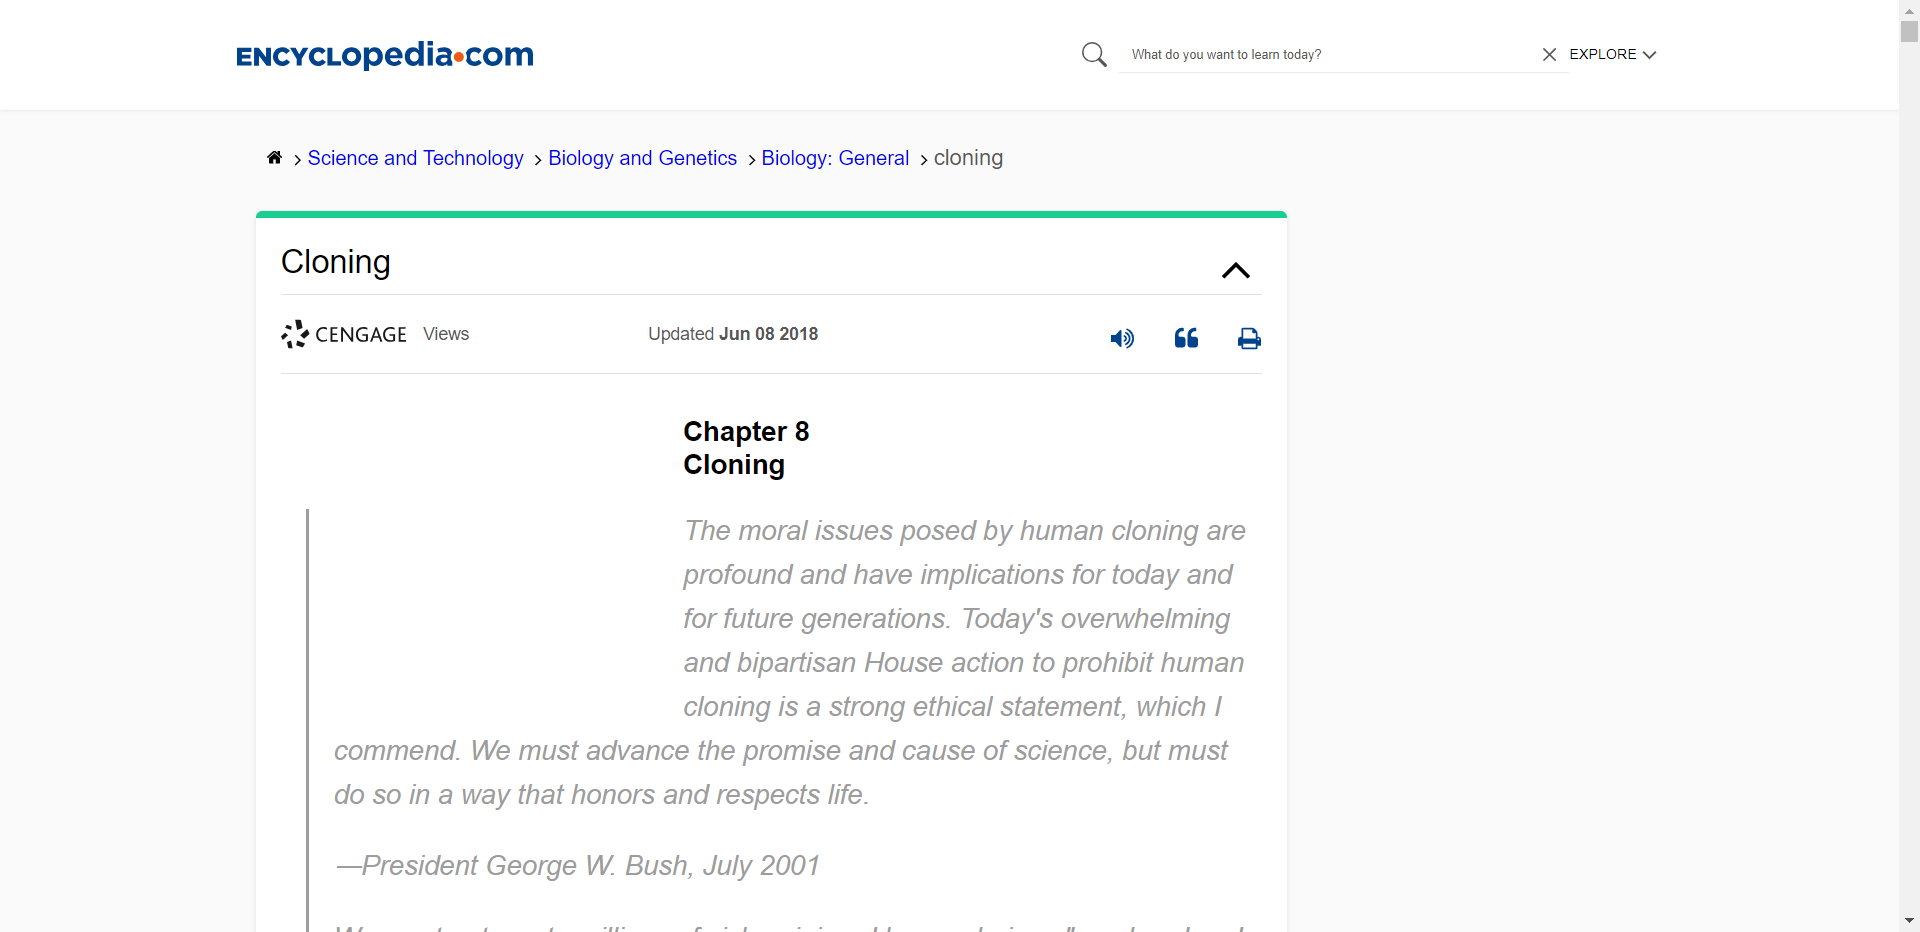 ENCYCLOPEDIA.com
What do you want to learn today?
EXPLORE
Science and Technology
Biology and Genetics
Biology: General
cloning
Cloning
CENGAGE
Views
Updated Jun 08 2018
Chapter 8
Cloning
The moral issues posed by human cloning are
profound and have implications for today and
for future generations. Today's overwhelming
and bipartisan House action to prohibit human
cloning is a strong ethical statement, which I
commend. We must advance the promise and cause of science, but must
do so in a way that honors and respects life.
—President George W. Bush, July 2001